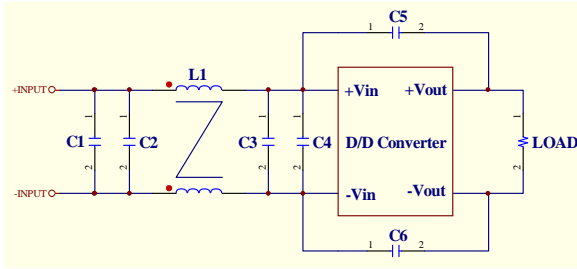 C5
1 2
L1
+INPUT
+Vin +Vout
1 1 1 1 1
C1 C2 C3 C4 D/D Converter LOAD
2 2 2 2 2
-INPUT
-Vin -Vout
C6
1 2